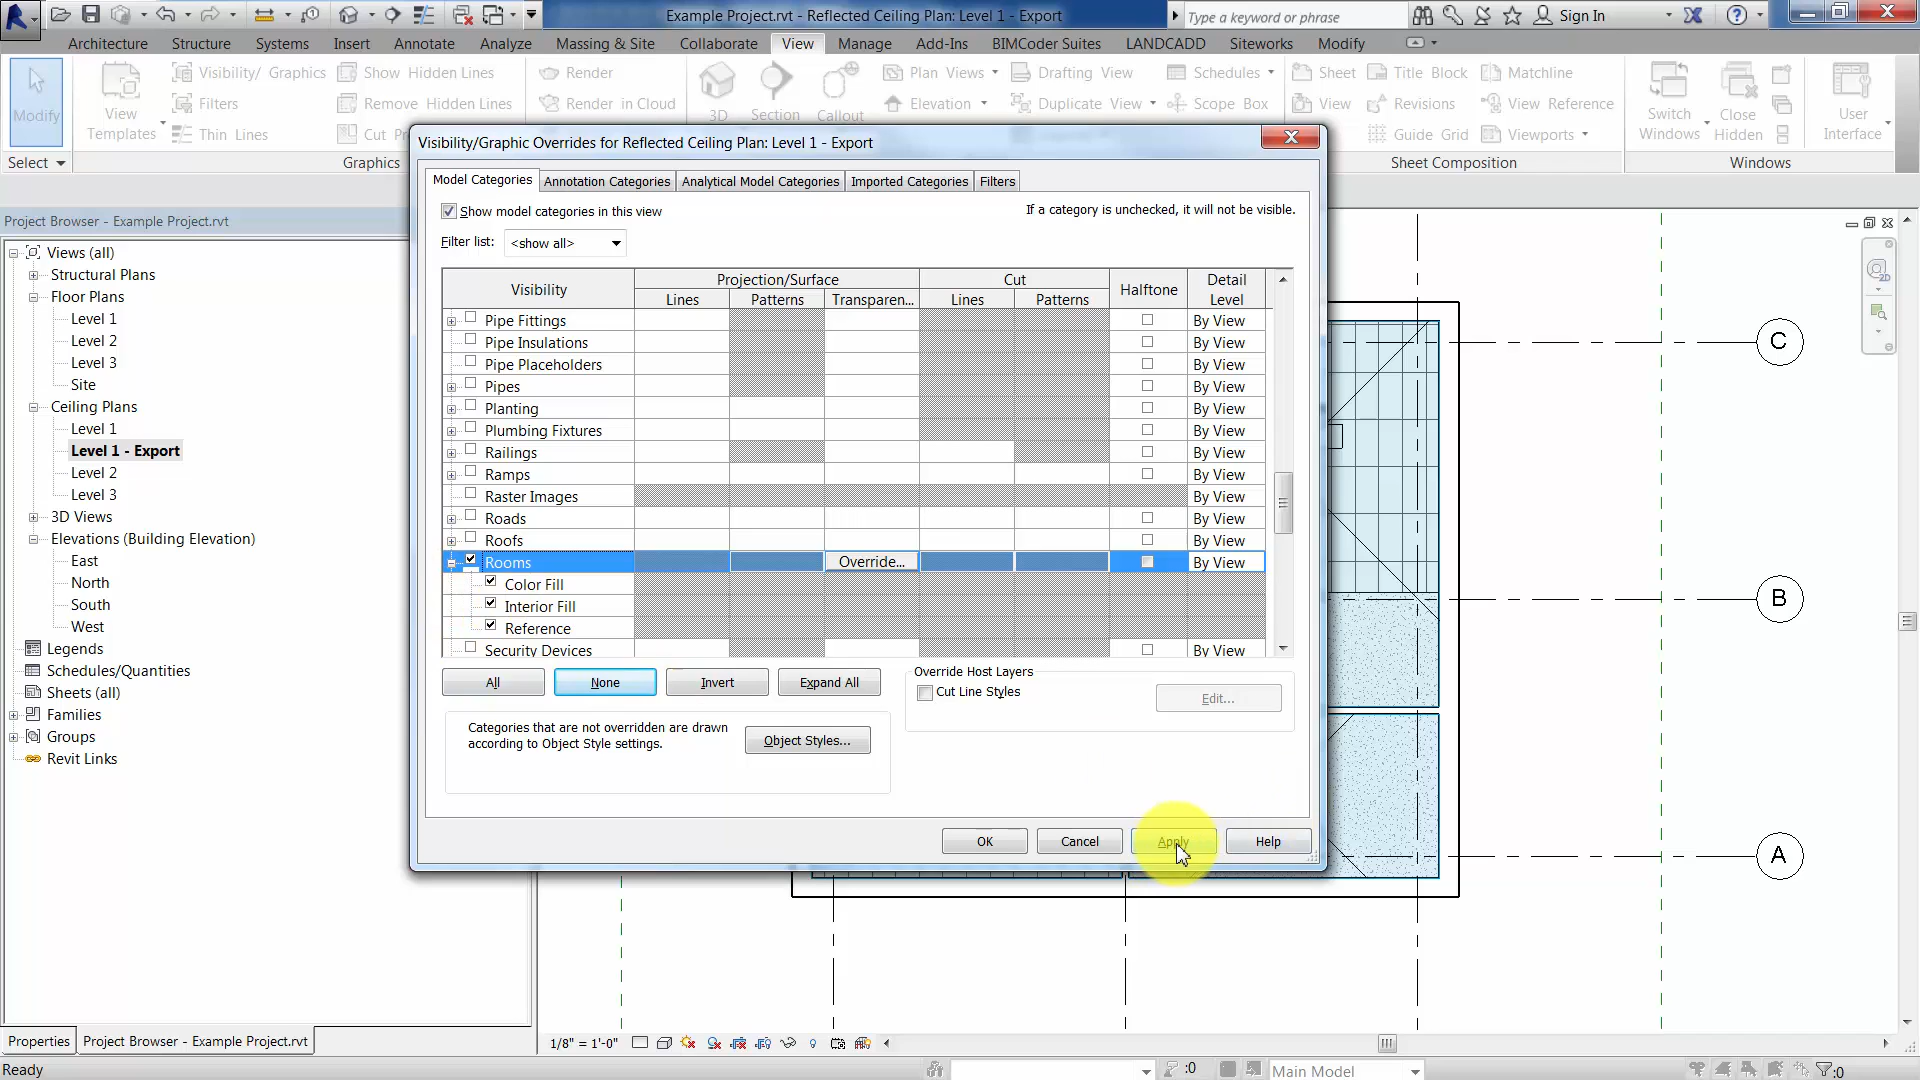 Example Project.rvt - Reflected Ceiling Plan: Level 1 - Export
Type a keyword or phrase
Sign In
Architecture Structure Systems Insert Annotate Analyze Massing & Site Collaborate View Manage Add-Ins BIMCoder Suites LANDCADD Siteworks Modify
Modify
View Templates
Visibility/ Graphics
Filters
Thin Lines
Show Hidden Lines
Remove Hidden Lines
Cut
Render
Render in Cloud
3D
Section
Callout
Plan Views
Elevation
Drafting View
Duplicate View
Schedules
Scope Box
Sheet
View
Title Block
Revisions
Guide Grid
Matchline
View Reference
Viewports
Switch Windows
Close Hidden
User Interface
Select
Graphics
Sheet Composition
Windows
Project Browser - Example Project.rvt
Views (all)
Structural Plans
Floor Plans
Level 1
Level 2
Level 3
Site
Ceiling Plans
Level 1
Level 1 - Export
Level 2
Level 3
3D Views
Elevations (Building Elevation)
East
North
South
West
Legends
Schedules/Quantities
Sheets (all)
Families
Groups
Revit Links
Properties
Project Browser - Example Project.rvt
Visibility/Graphic Overrides for Reflected Ceiling Plan: Level 1 - Export
Model Categories Annotation Categories Analytical Model Categories Imported Categories Filters
Show model categories in this view
If a category is unchecked, it will not be visible.
Filter list: <show all>
Visibility Projection/Surface Cut Halftone Detail Level
Lines Patterns Transparen... Lines Patterns
Pipe Fittings By View
Pipe Insulations By View
Pipe Placeholders By View
Pipes By View
Planting By View
Plumbing Fixtures By View
Railings By View
Ramps By View
Raster Images By View
Roads By View
Roofs By View
Rooms Override... By View
Color Fill
Interior Fill
Reference
Security Devices By View
All None Invert Expand All
Override Host Layers
Cut Line Styles
Edit...
Categories that are not overridden are drawn
according to Object Style settings.
Object Styles...
OK Cancel Apply Help
C
B
A
1/8" = 1'-0"
Ready
:0
Main Model
:0